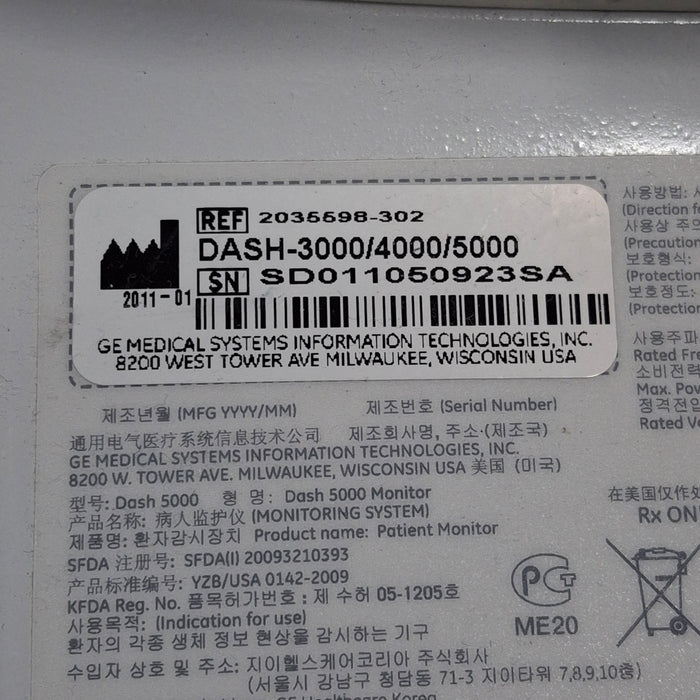 REF 2035598-302
DASH-3000/4000/5000
SN SD011050923SA
2011-01
GE MEDICAL SYSTEMS INFORMATION TECHNOLOGIES, INC.
8200 WEST TOWER AVE MILWAUKEE, WISCONSIN USA
제조년월 (MFG YYYY/MM) 제조번호 (Serial Number)
通用电气医疗系统信息技术公司 제조회사명, 주소·(제조국)
GE MEDICAL SYSTEMS INFORMATION TECHNOLOGIES, INC.
8200 W. TOWER AVE. MILWAUKEE, WISCONSIN USA 美国 (미국)
型号: Dash 5000 형 명: Dash 5000 Monitor
产品名称: 病人监护仪 (MONITORING SYSTEM)
제품명: 환자감시장치 Product name: Patient Monitor
SFDA 注册号: SFDA(I) 20093210393
产品标准编号: YZB/USA 0142-2009
KFDA Reg. No. 품목허가번호: 제 수허 05-1205호
사용목적: (Indication for use)
환자의 각종 생체 정보 현상을 감시하는 기구
수입자 상호 및 주소: 지이헬스케어코리아 주식회사
(서울시 강남구 청담동 71-3 지이타워 7,8,9,10층)
사용방법:
(Direction
사용상
보호형식:
보호정도:
사용주파
Rated
소비전력
Max.
정격전압
Rated
在美国仅作处
Rx
PCT
ME20